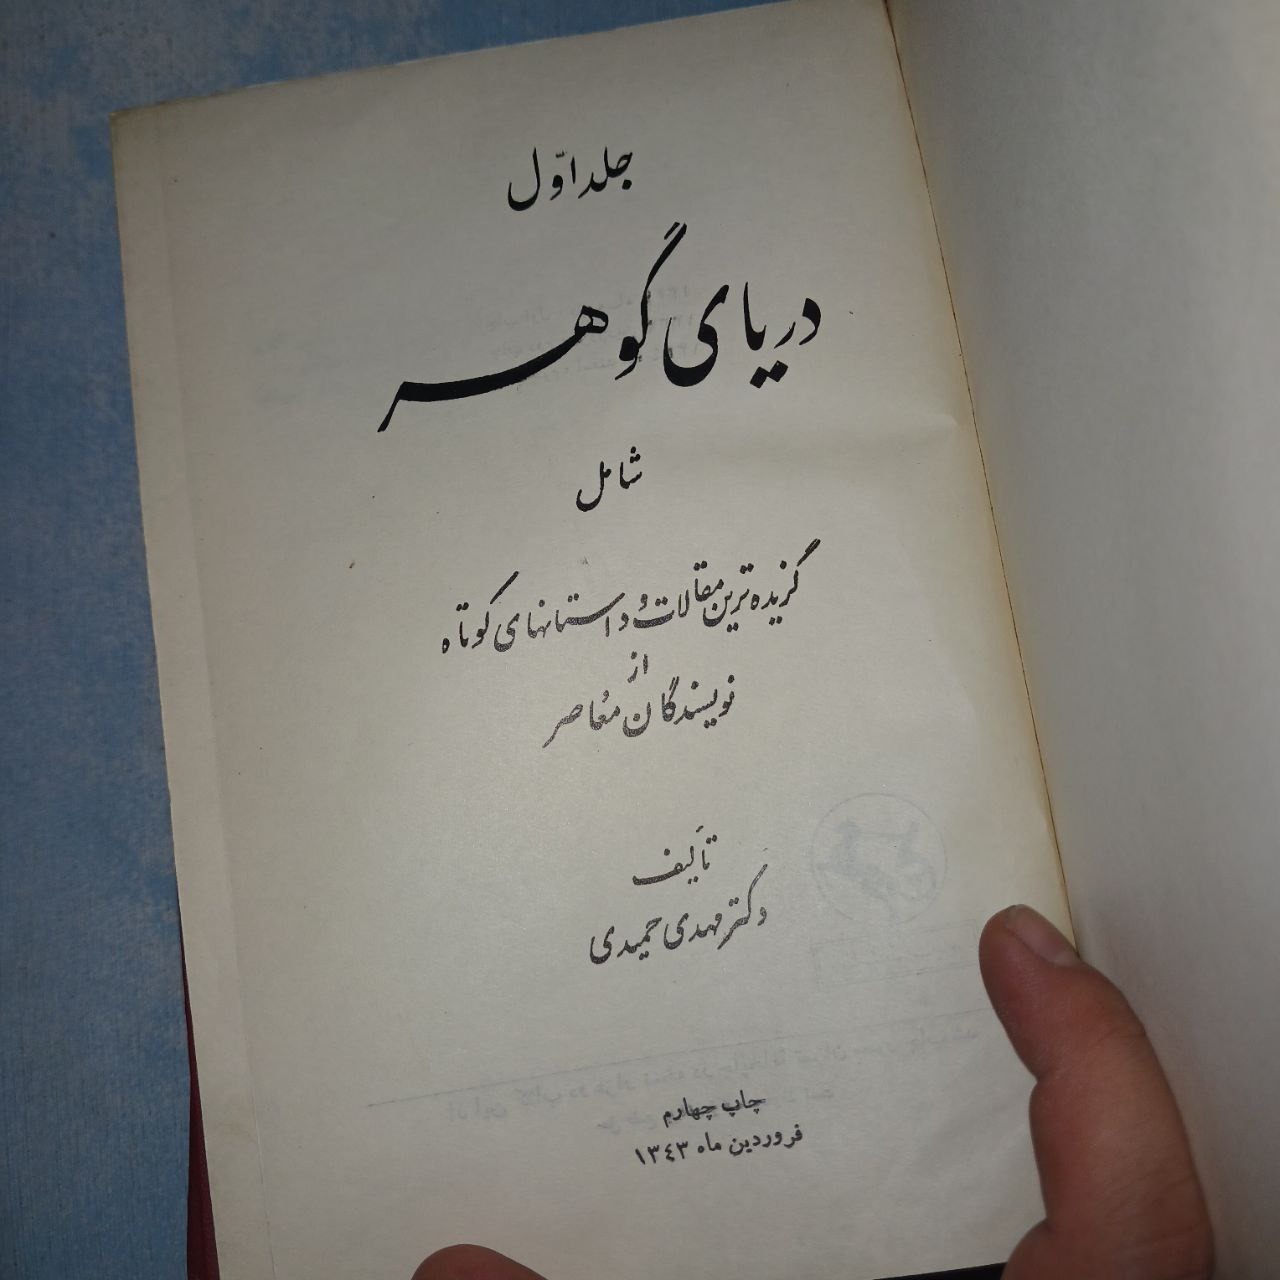 جلد اوّل
دریای گوهر
شامل
گزیده‌ترین مقالات و داستانهای کوتاه
از
نویسندگان معاصر
تألیف
دکتر مهدی حمیدی
چاپ چهارم
فروردین ماه ۱۳۴۳